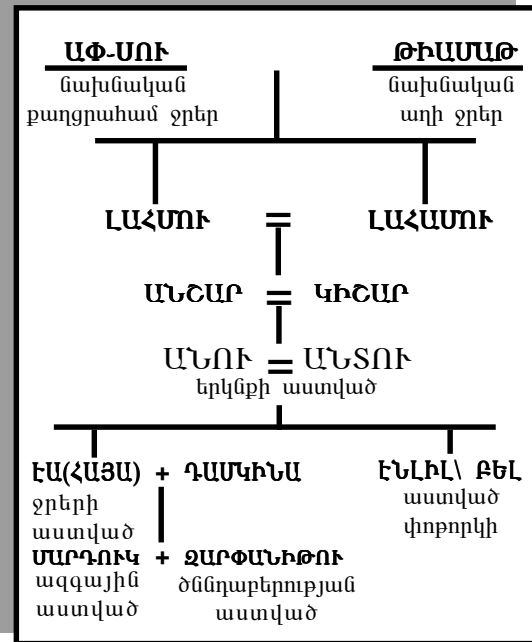 ԱՓ-ՍՈՒ ԹԻԱՄԱԹ
նախնական նախնական
քաղցրահամ ջրեր աղի ջրեր
ԼԱՀՄՈՒ = ԼԱՀԱՄՈՒ
ԱՆՇԱՐ = ԿԻՇԱՐ
ԱՆՈՒ = ԱՆՏՈՒ
երկնքի աստված
ԷԱ(ՀԱՅԱ) + ԴԱՄԿԻՆԱ ԷՆԼԻԼ\ ԲԵԼ
ջրերի աստված
աստված փոթորկի
ՄԱՐԴՈՒԿ + ԶԱՐՓԱՆԻԹՈՒ
ազգային ծննդաբերության
աստված աստված